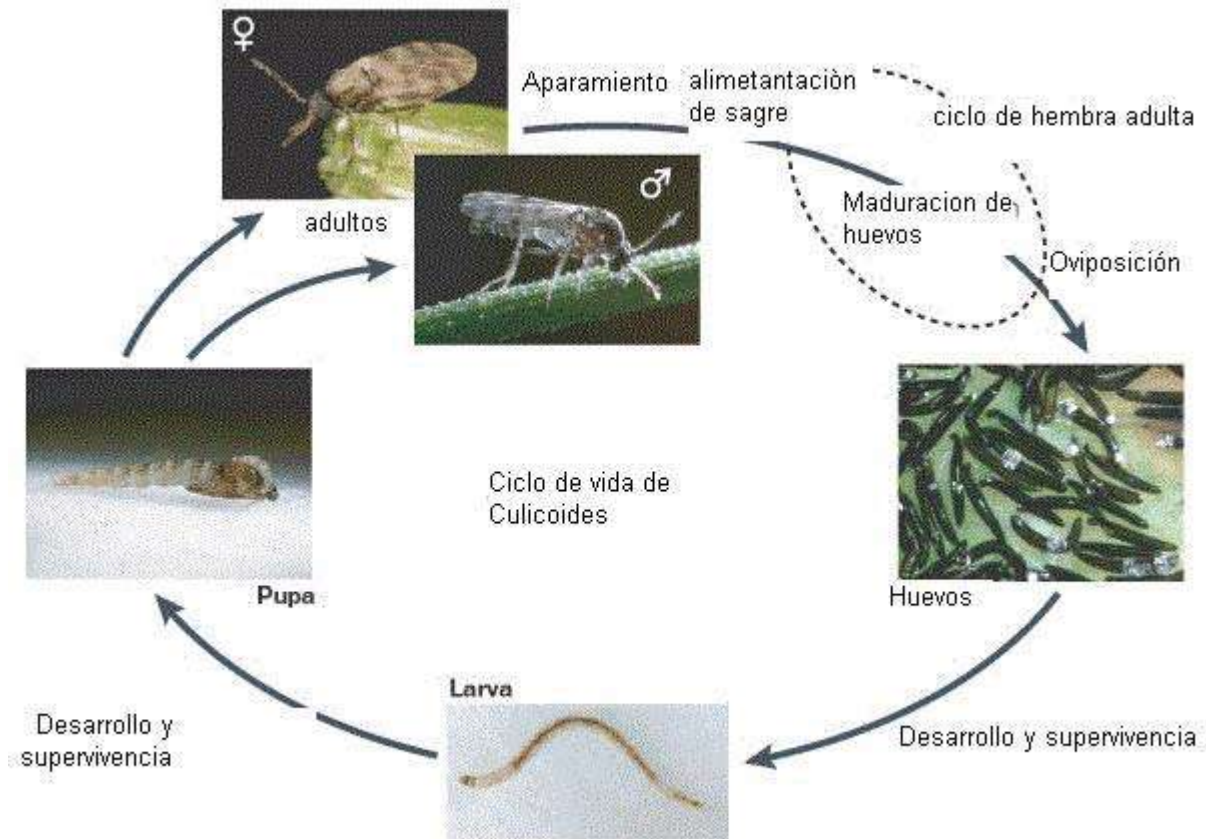 ♀
Aparamiento
alimetantaciòn
de sagre
ciclo de hembra adulta
♂
adultos
Maduracion de
huevos
Oviposición
Ciclo de vida de
Culicoides
Pupa
Huevos
Larva
Desarrollo y
supervivencia
Desarrollo y supervivencia